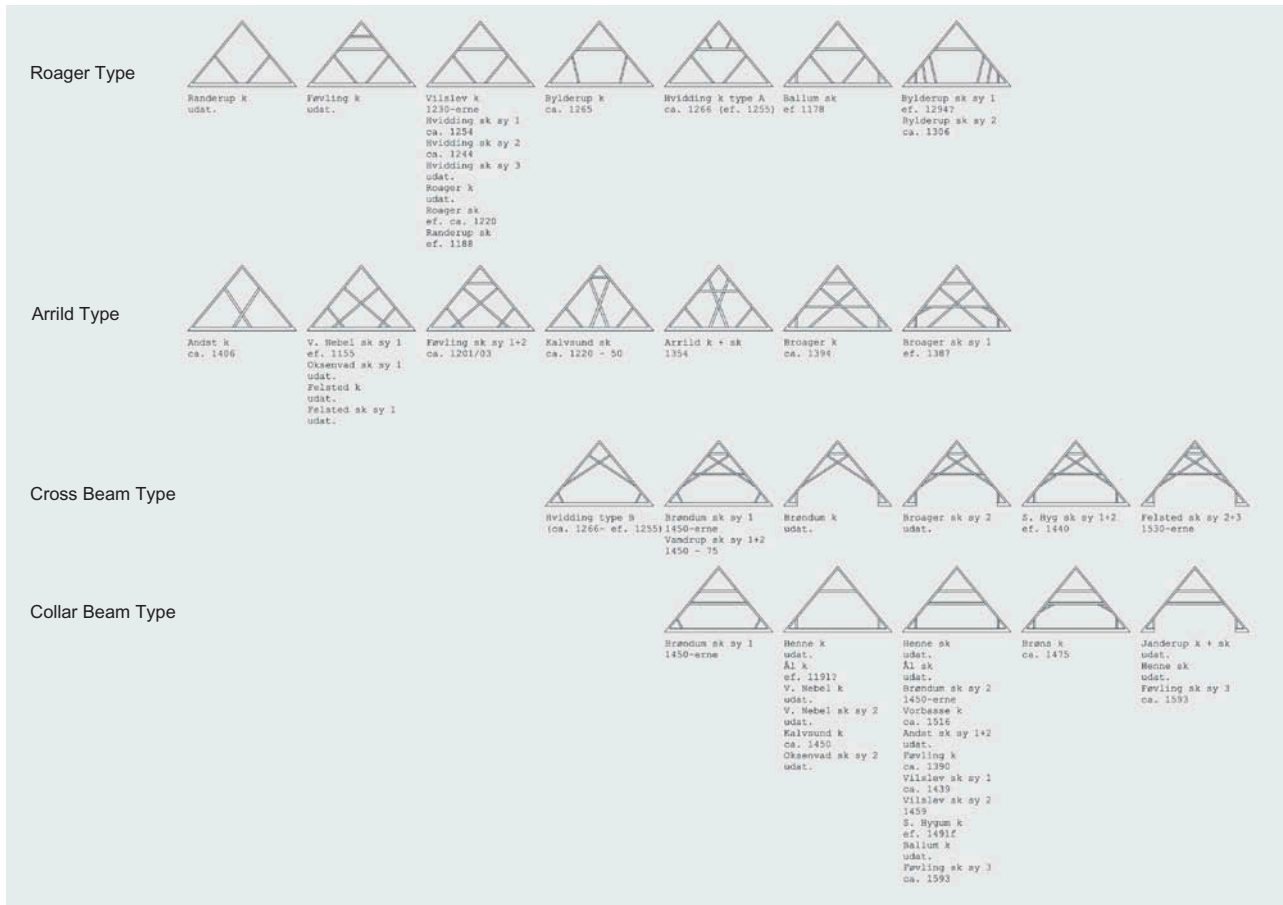 Roager Type
Randerup k
udat.
Føvling k
udat.
Vilslev k
1230-erne
Hvidding sk sy 1
ca. 1254
Hvidding sk sy 2
ca. 1244
Hvidding sk sy 3
udat.
Roager k
udat.
Roager sk
ef. ca. 1220
Randerup sk
ef. 1188
Bylderup k
ca. 1265
Hvidding k type A
ca. 1266 (ef. 1255)
Ballum sk
ef 1178
Bylderup sk sy 1
ef. 1294?
Bylderup sk sy 2
ca. 1306
Arrild Type
Andst k
ca. 1406
V. Nebel sk sy 1
ef. 1155
Oksenvad sk sy 1
udat.
Felsted k
udat.
Felsted sk sy 1
udat.
Føvling sk sy 1+2
ca. 1201/03
Kalvsund sk
ca. 1220 - 50
Arrild k + sk
1354
Broager k
ca. 1394
Broager sk sy 1
ef. 1387
Cross Beam Type
Hvidding type B
(ca. 1266- ef. 1255)
Brøndum sk sy 1
1450-erne
Vamdrup sk sy 1+2
1450 - 75
Brøndum k
udat.
Broager sk sy 2
udat.
S. Hyg sk sy 1+2
ef. 1440
Felsted sk sy 2+3
1530-erne
Collar Beam Type
Brøndum sk sy 1
1450-erne
Henne k
udat.
Ål k
ef. 1191?
V. Nebel k
udat.
V. Nebel sk sy 2
udat.
Kalvsund k
ca. 1450
Oksenvad sk sy 2
udat.
Henne sk
udat.
Ål sk
udat.
Brøndum sk sy 2
1450-erne
Vorbasse k
ca. 1516
Andst sk sy 1+2
udat.
Føvling k
ca. 1390
Vilslev sk sy 1
ca. 1439
Vilslev sk sy 2
1459
S. Hygum k
ef. 1491f
Ballum k
udat.
Føvling sk sy 3
ca. 1593
Brøns k
ca. 1475
Janderup k + sk
udat.
Henne sk
udat.
Føvling sk sy 3
ca. 1593